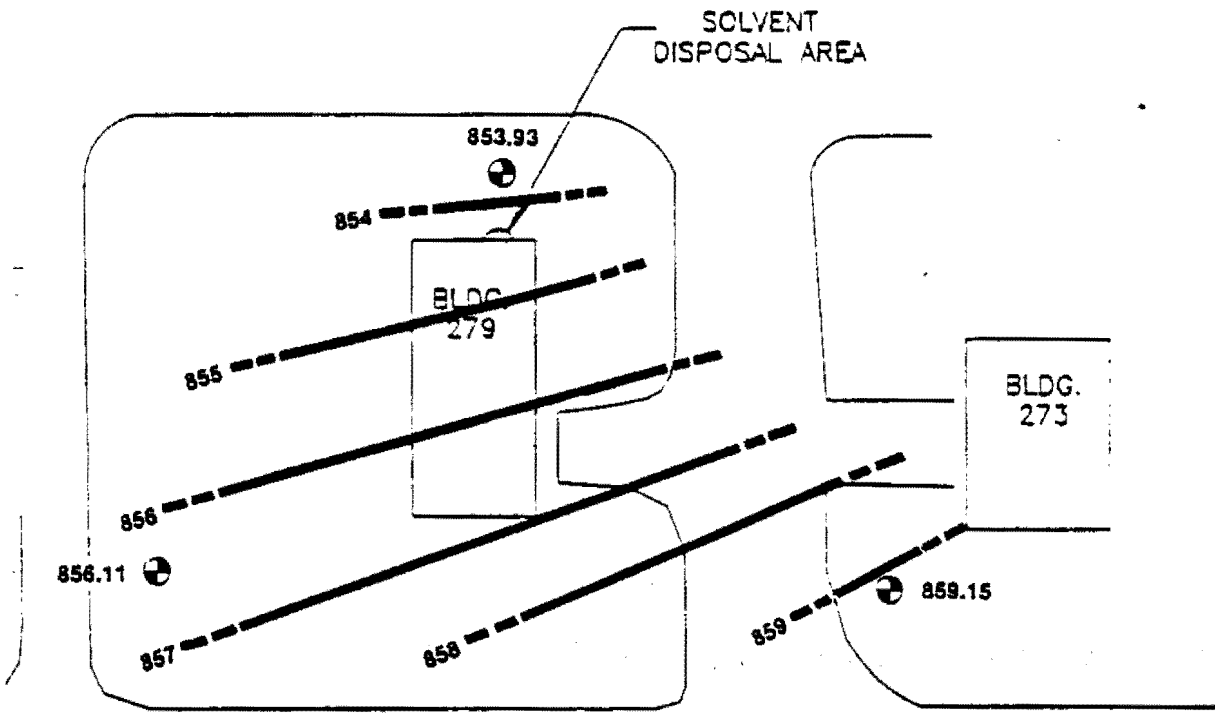 SOLVENT
DISPOSAL AREA
853.93
854
BLDG.
279
855
BLDG.
273
856
856.11
859.15
857
858
859